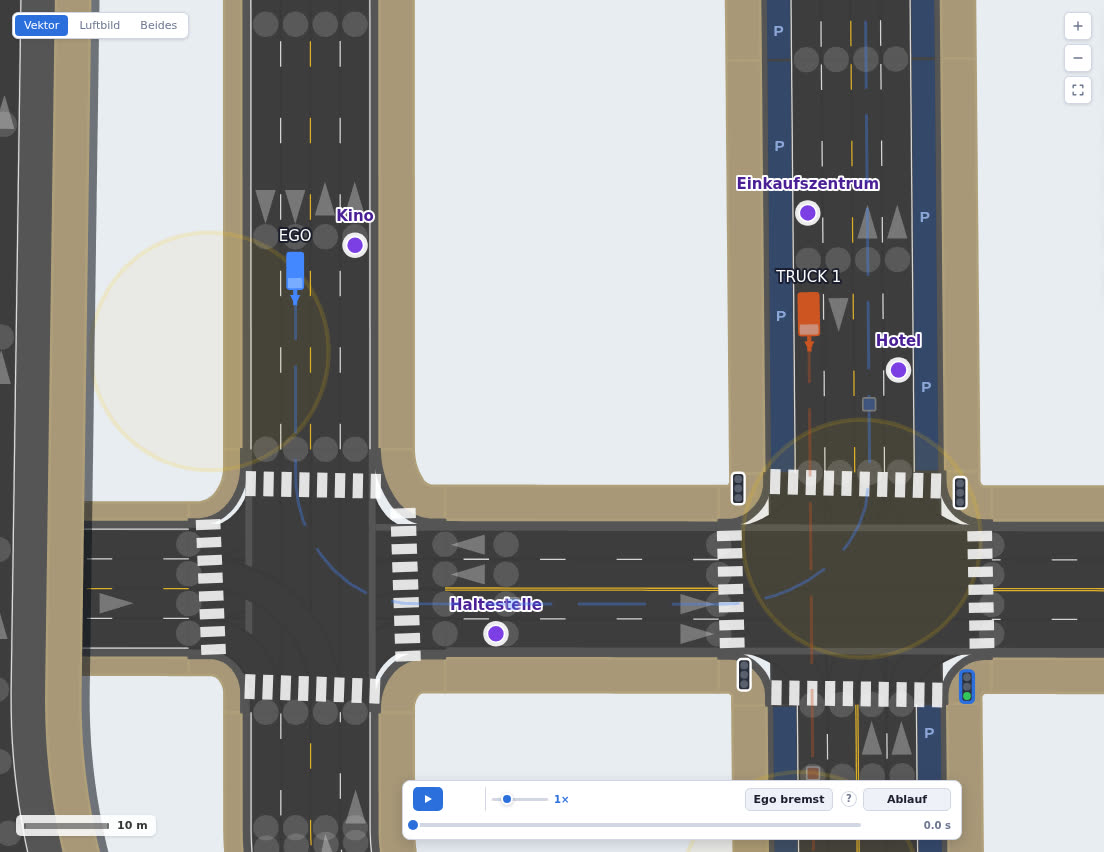 Vektor Luftbild Beides
P
P
Einkaufszentrum
Kino
P
EGO
TRUCK 1
P
Hotel
P
Haltestelle
P
1×
Ego bremst
?
Ablauf
10 m
0.0 s